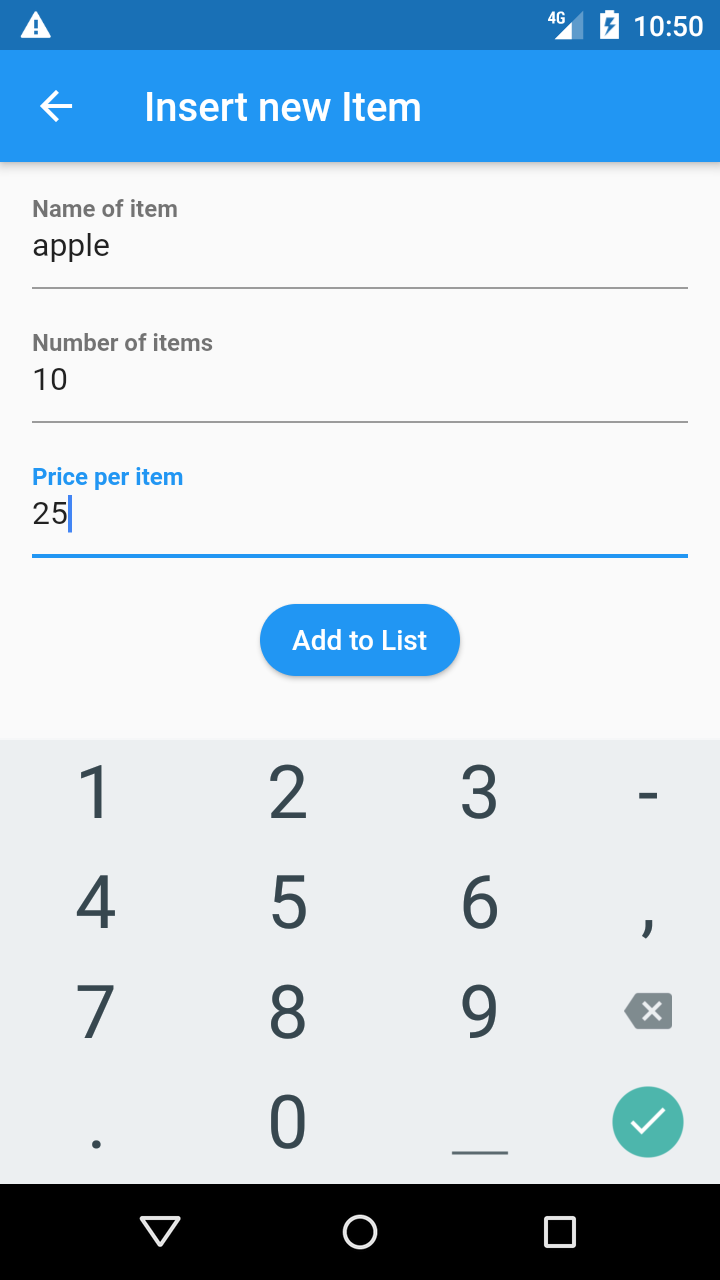 4G 10:50
Insert new Item
Name of item
apple
Number of items
10
Price per item
25
Add to List
1 2 3 -
4 5 6 ,
7 8 9
. 0 _